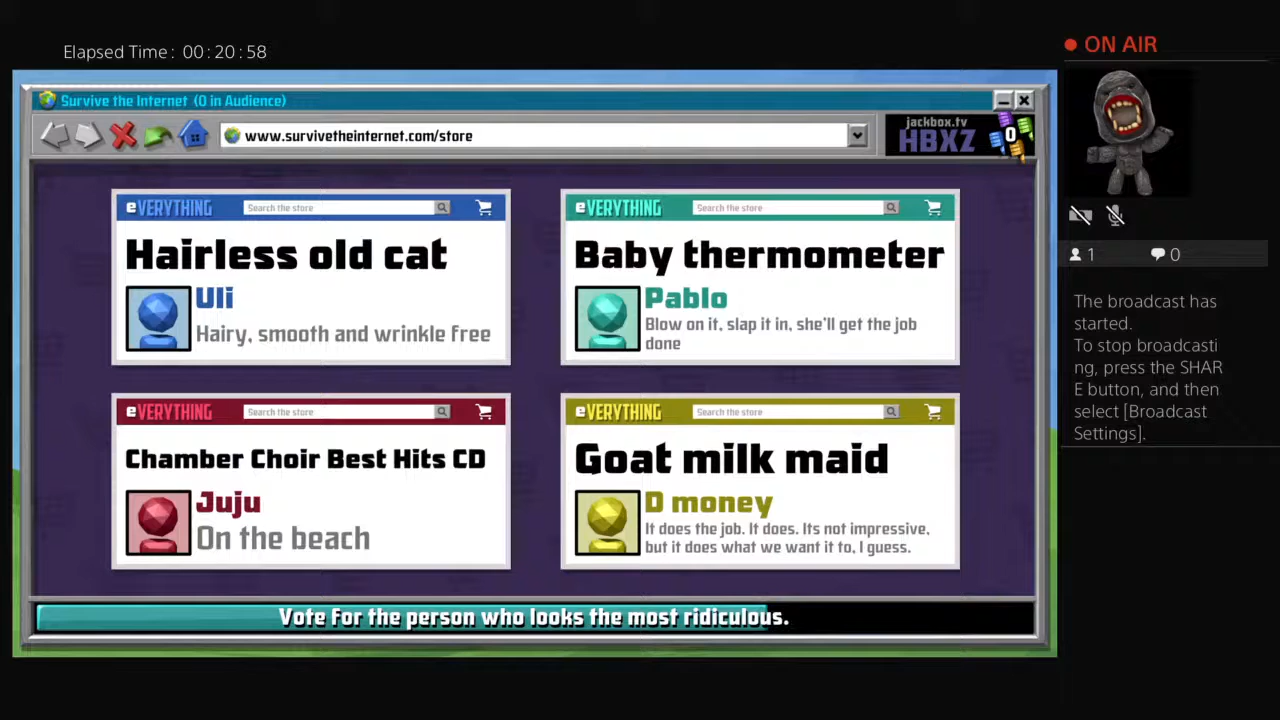 Elapsed Time: 00:20:58
ON AIR
Survive the Internet (0 in Audience)
www.survivetheinternet.com/store
jackbox.tv
HBXZ
0
1
0
The broadcast has
started.
To stop broadcasti
ng, press the SHAR
E button, and then
select [Broadcast
Settings].
eVERYTHING
Search the store
Hairless old cat
Uli
Hairy, smooth and wrinkle free
eVERYTHING
Search the store
Baby thermometer
Pablo
Blow on it, slap it in, she'll get the job
done
eVERYTHING
Search the store
Chamber Choir Best Hits CD
Juju
On the beach
eVERYTHING
Search the store
Goat milk maid
D money
It does the job. It does. Its not impressive,
but it does what we want it to, I guess.
Vote for the person who looks the most ridiculous.